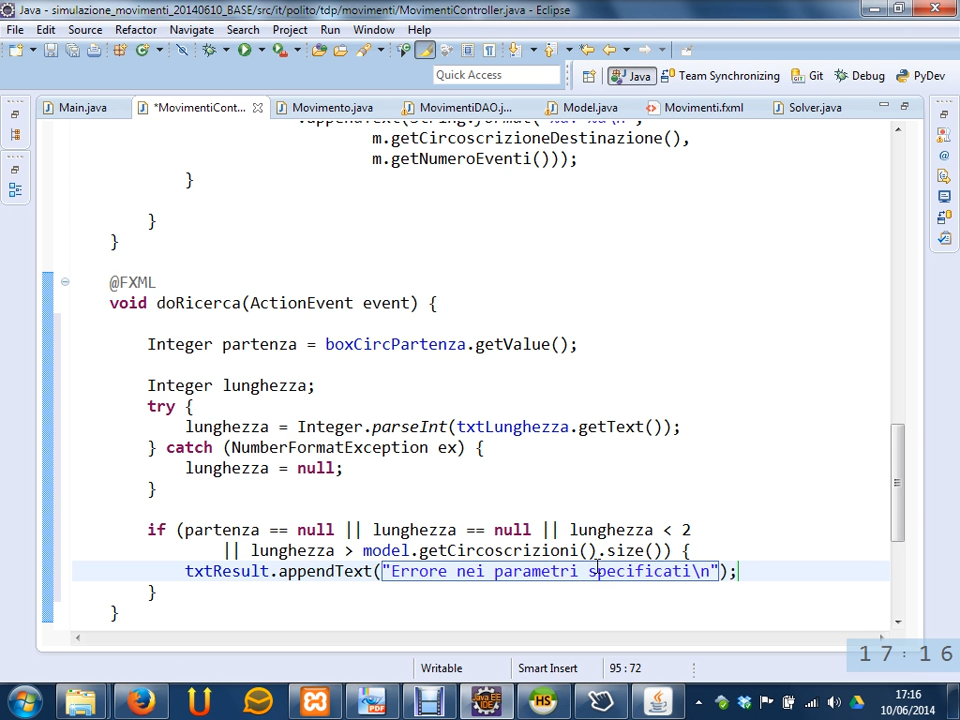 Java - simulazione_movimenti_20140610_BASE/src/it/polito/tdp/movimenti/MovimentiController.java - Eclipse
File Edit Source Refactor Navigate Search Project Run Window Help
Quick Access
Java Team Synchronizing Git Debug PyDev
Main.java *MovimentiCont... Movimento.java MovimentiDAO.j... Model.java Movimenti.fxml Solver.java
m.getCircoscrizioneDestinazione(),
m.getNumeroEventi()));
}
}
}
@FXML
void doRicerca(ActionEvent event) {
Integer partenza = boxCircPartenza.getValue();
Integer lunghezza;
try {
lunghezza = Integer.parseInt(txtLunghezza.getText());
} catch (NumberFormatException ex) {
lunghezza = null;
}
if (partenza == null || lunghezza == null || lunghezza < 2
|| lunghezza > model.getCircoscrizioni().size()) {
txtResult.appendText("Errore nei parametri specificati\n");
}
}
Writable Smart Insert 95 : 72
17:16
17:16
10/06/2014